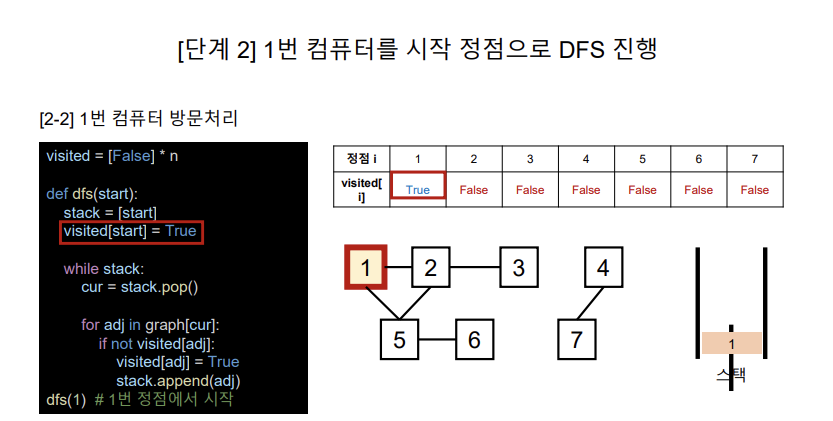 [단계 2] 1번 컴퓨터를 시작 정점으로 DFS 진행
[2-2] 1번 컴퓨터 방문처리
visited = [False] * n
def dfs(start):
stack = [start]
visited[start] = True
while stack:
cur = stack.pop()
for adj in graph[cur]:
if not visited[adj]:
visited[adj] = True
stack.append(adj)
dfs(1) # 1번 정점에서 시작
정점 i 1 2 3 4 5 6 7
visited[
i] True False False False False False False
1 2 3 4
5 6 7
1
스택